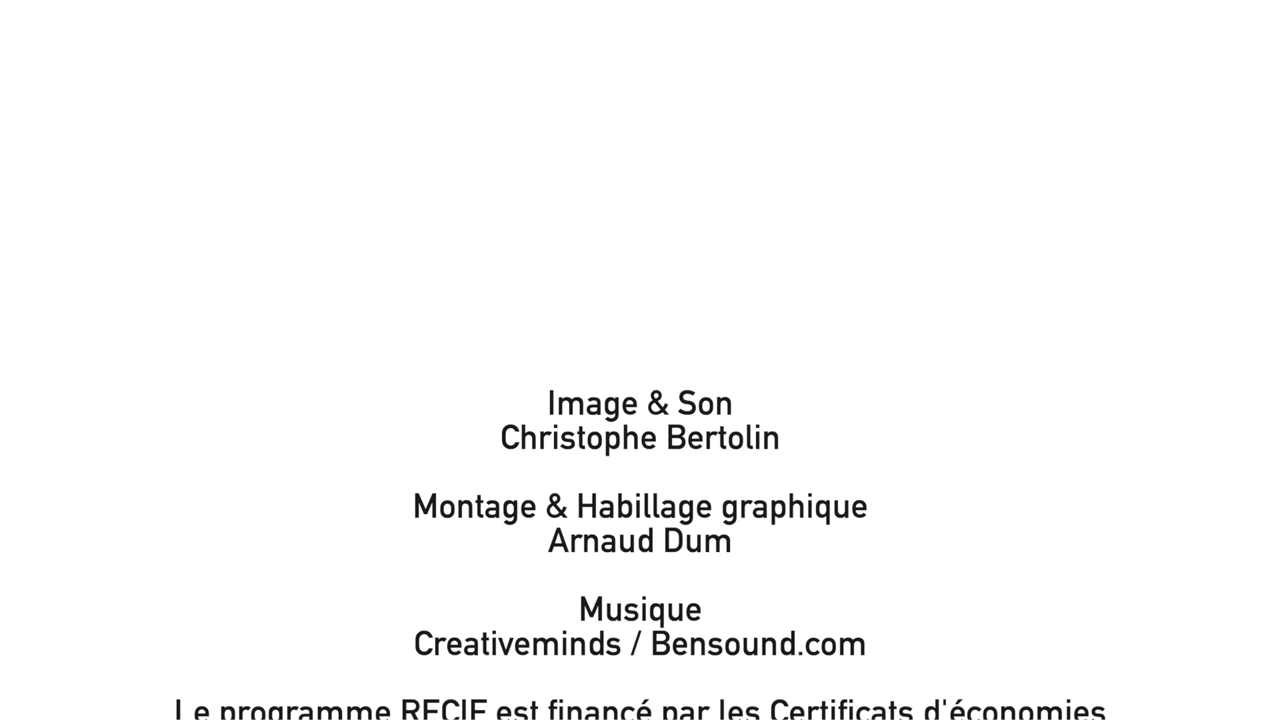 Image & Son
Christophe Bertolin
Montage & Habillage graphique
Arnaud Dum
Musique
Creativeminds / Bensound.com
Le programme RECIF est financé par les Certificats d'économies